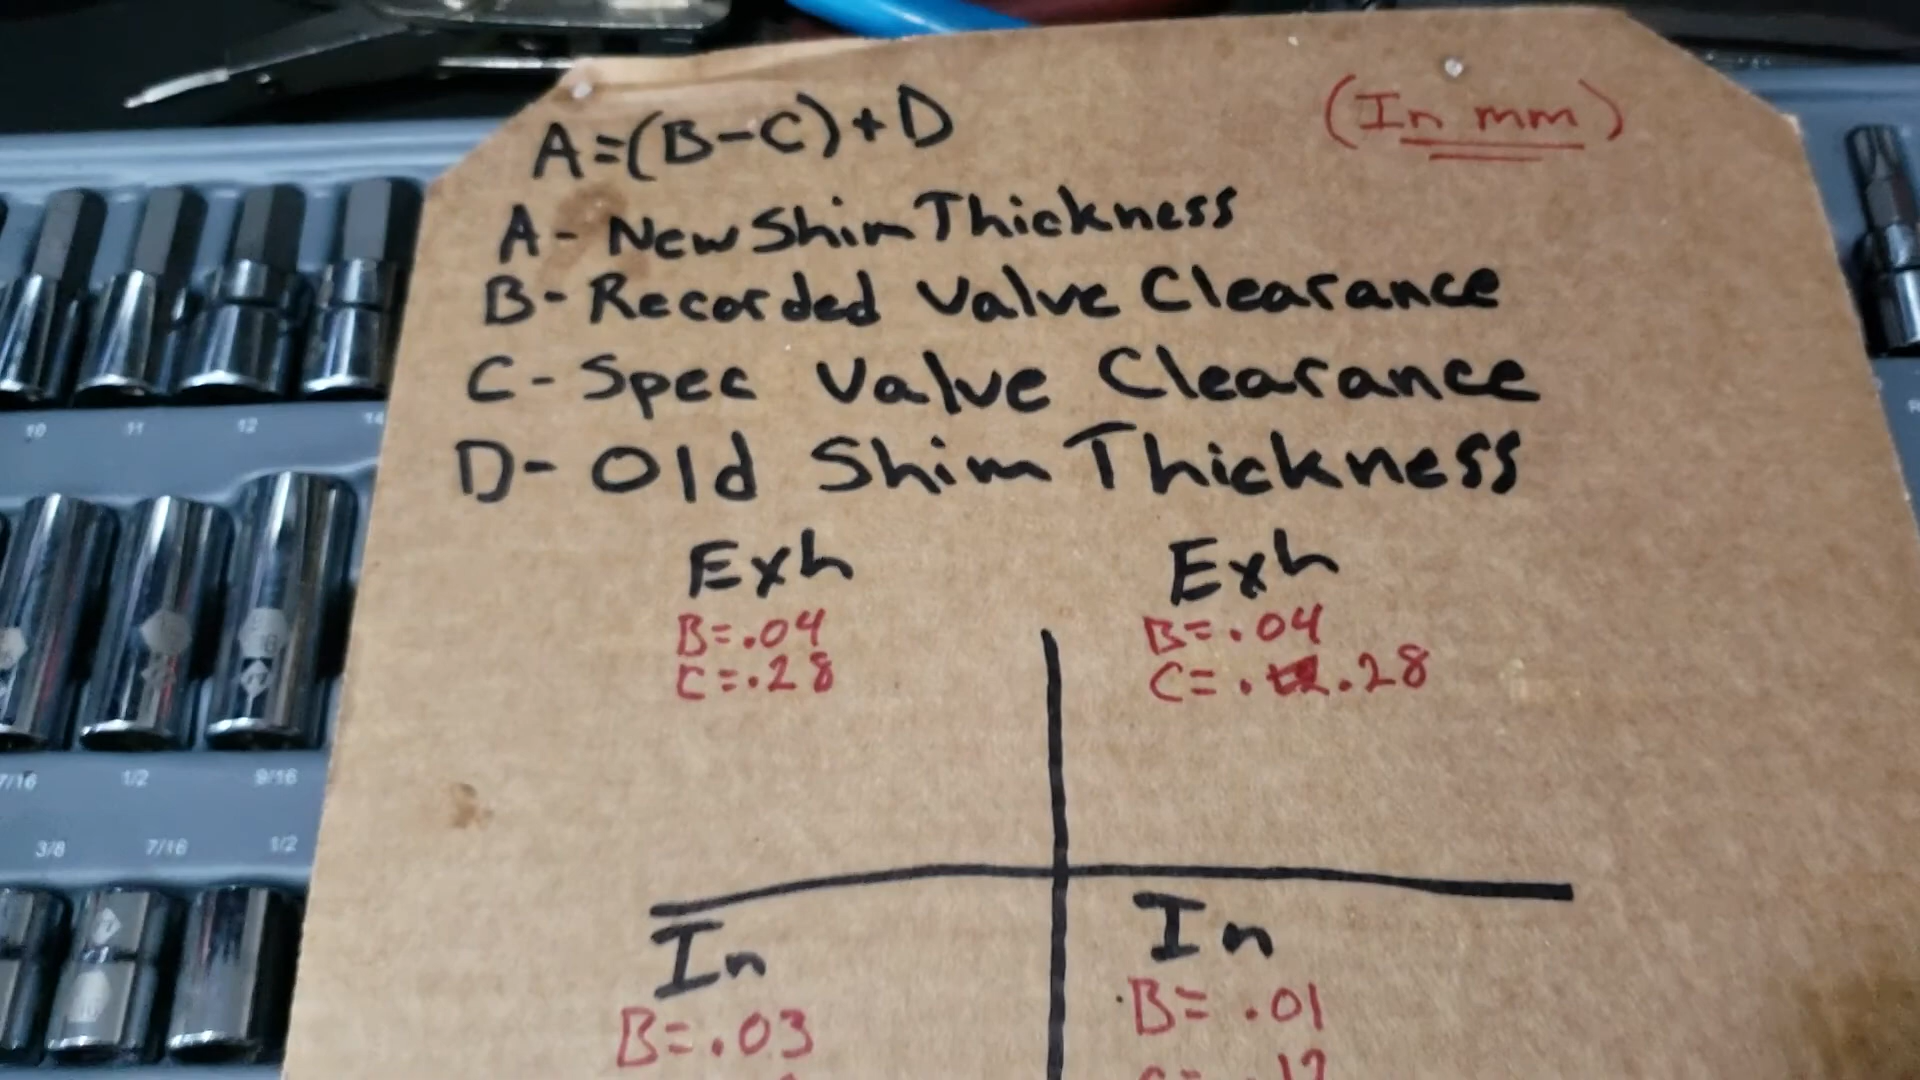 A=(B-C)+D
(In mm)
A- New Shim Thickness
B- Recorded Valve Clearance
C- Spec Valve Clearance
D- Old Shim Thickness
Exh
B=.04
C=.28
Exh
B=.04
C=. .28
In
B=.03
In
B=.01
10
11
12
14
7/16
1/2
9/16
3/8
7/16
1/2